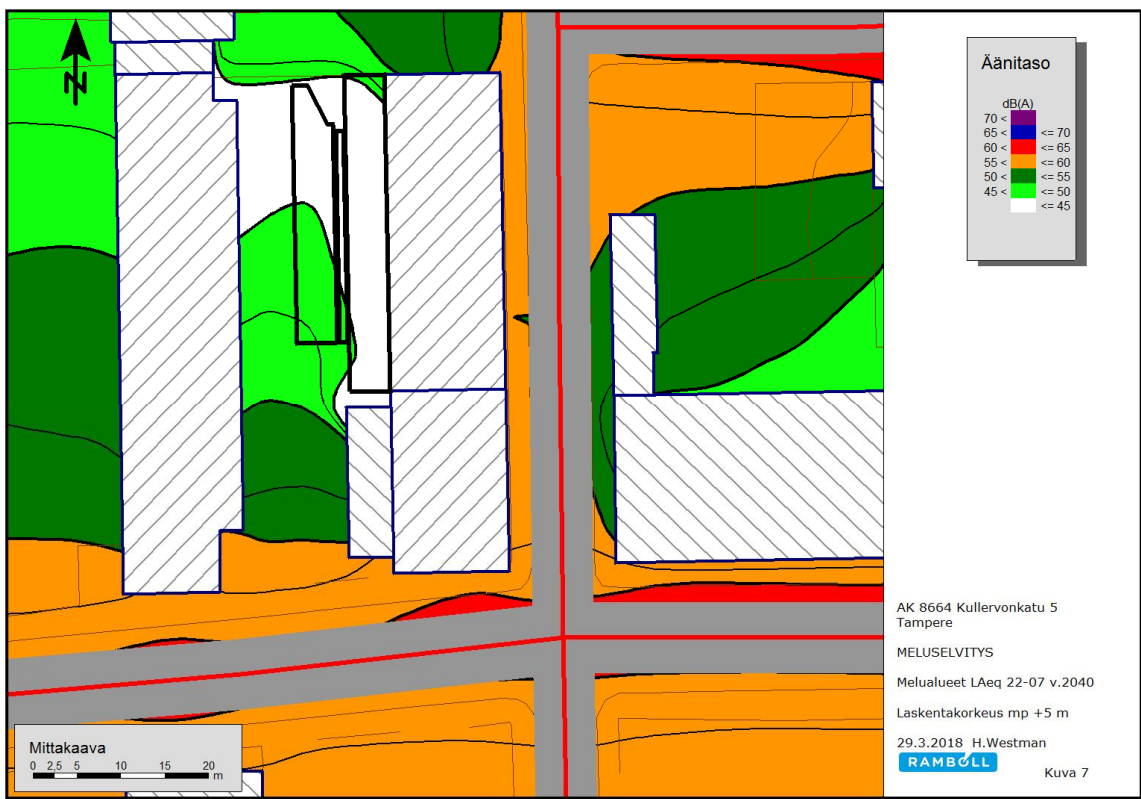 N
Äänitaso
dB(A)
70 <
65 < <= 70
60 < <= 65
55 < <= 60
50 < <= 55
45 < <= 50
<= 45
AK 8664 Kullervonkatu 5
Tampere
MELUSELVITYS
Melualueet LAeq 22-07 v.2040
Laskentakorkeus mp +5 m
29.3.2018 H.Westman
RAMBOLL
Kuva 7
Mittakaava
0 2,5 5 10 15 20
m